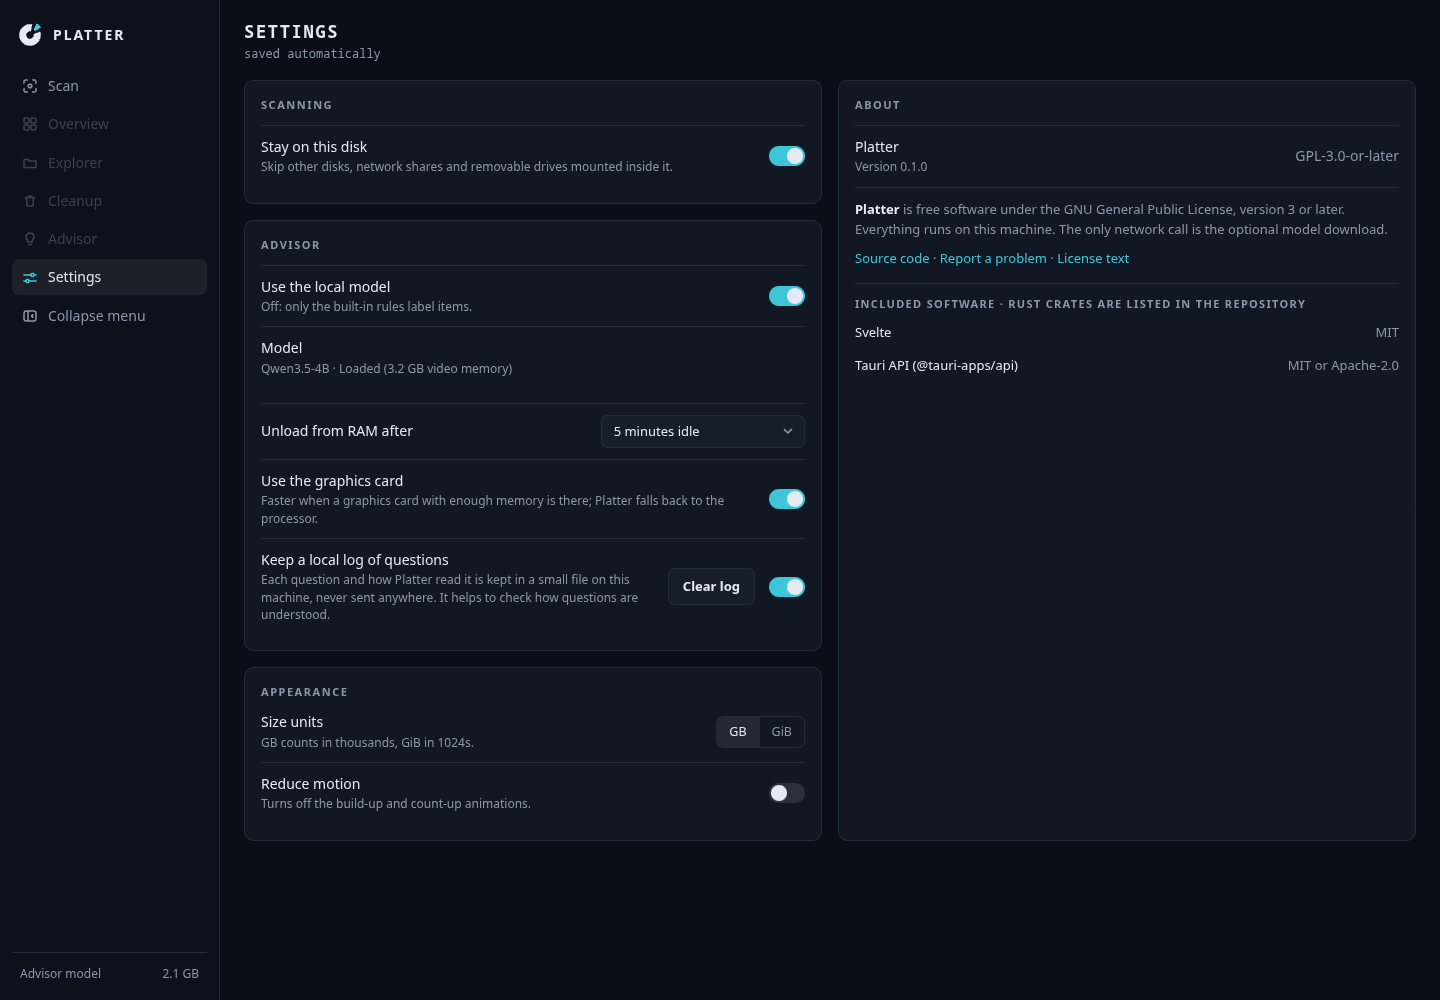 PLATTER
Scan
Overview
Explorer
Cleanup
Advisor
Settings
Collapse menu
Advisor model 2.1 GB
SETTINGS
saved automatically
SCANNING
Stay on this disk
Skip other disks, network shares and removable drives mounted inside it.
ADVISOR
Use the local model
Off: only the built-in rules label items.
Model
Qwen3.5-4B · Loaded (3.2 GB video memory)
Unload from RAM after 5 minutes idle
Use the graphics card
Faster when a graphics card with enough memory is there; Platter falls back to the
processor.
Keep a local log of questions
Each question and how Platter read it is kept in a small file on this
machine, never sent anywhere. It helps to check how questions are
understood.
Clear log
APPEARANCE
Size units
GB counts in thousands, GiB in 1024s.
GB GiB
Reduce motion
Turns off the build-up and count-up animations.
ABOUT
Platter
Version 0.1.0
GPL-3.0-or-later
Platter is free software under the GNU General Public License, version 3 or later.
Everything runs on this machine. The only network call is the optional model download.
Source code · Report a problem · License text
INCLUDED SOFTWARE · RUST CRATES ARE LISTED IN THE REPOSITORY
Svelte MIT
Tauri API (@tauri-apps/api) MIT or Apache-2.0